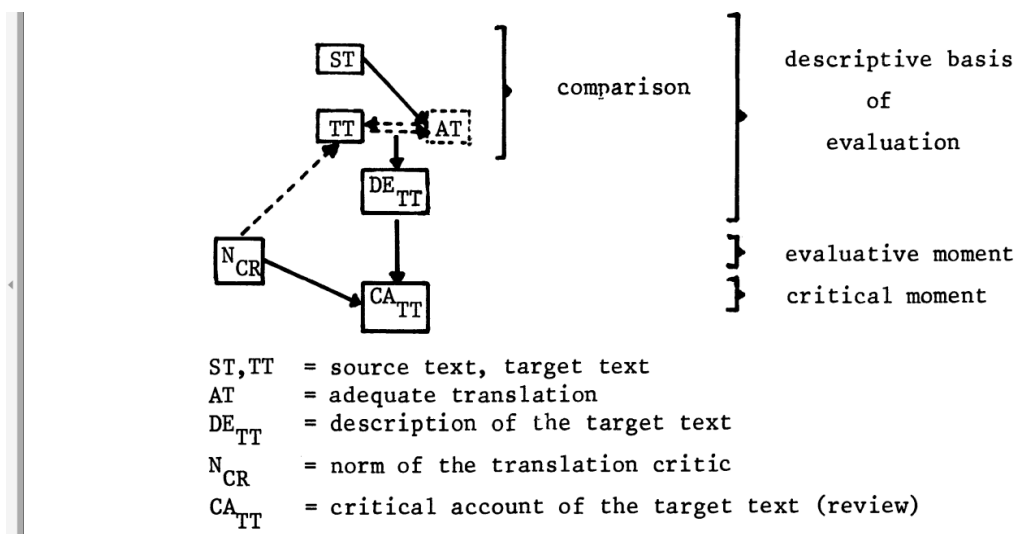 ST
comparison
descriptive basis
of
evaluation
TT
AT
DE_TT
N_CR
evaluative moment
CA_TT
critical moment
ST,TT = source text, target text
AT = adequate translation
DE_TT = description of the target text
N_CR = norm of the translation critic
CA_TT = critical account of the target text (review)